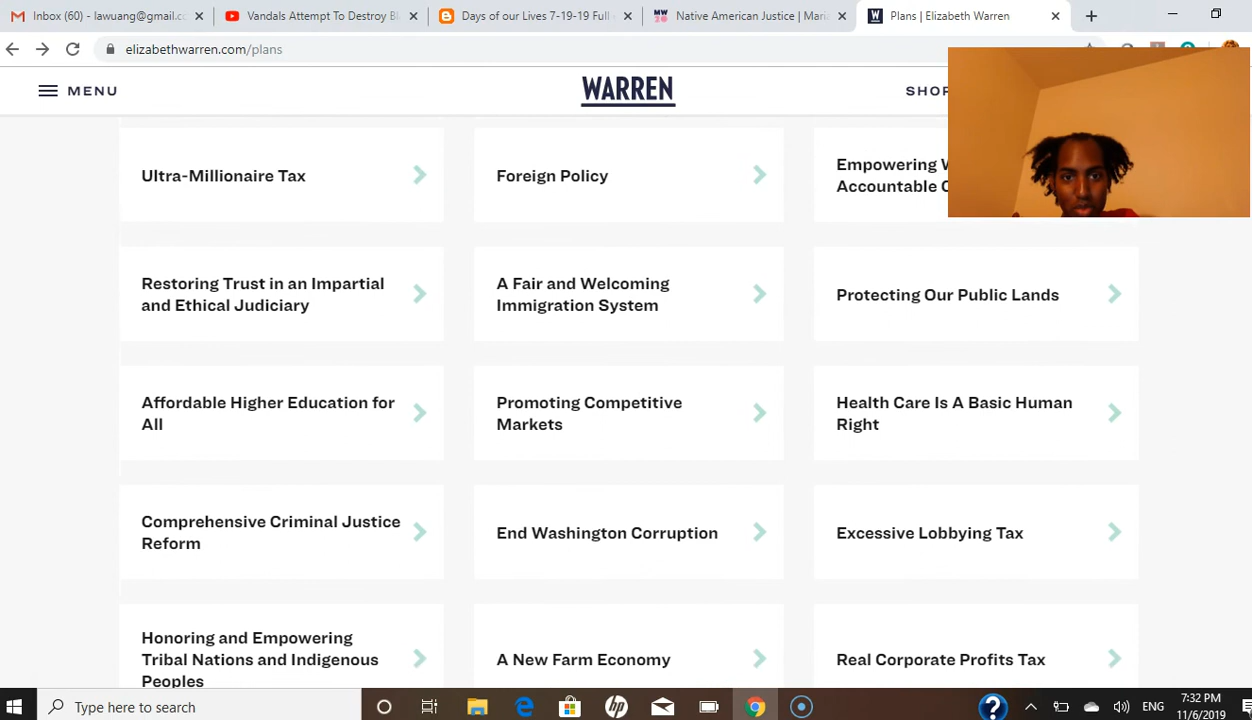 Inbox (60) - lawuang@gmail.c
Vandals Attempt To Destroy Bl
Days of our Lives 7-19-19 Full
Native American Justice | Mari
Plans | Elizabeth Warren
elizabethwarren.com/plans
MENU
WARREN
SHOP
Ultra-Millionaire Tax
Foreign Policy
Empowering W
Accountable C
Restoring Trust in an Impartial
and Ethical Judiciary
A Fair and Welcoming
Immigration System
Protecting Our Public Lands
Affordable Higher Education for
All
Promoting Competitive
Markets
Health Care Is A Basic Human
Right
Comprehensive Criminal Justice
Reform
End Washington Corruption
Excessive Lobbying Tax
Honoring and Empowering
Tribal Nations and Indigenous
Peoples
A New Farm Economy
Real Corporate Profits Tax
Type here to search
hp
ENG
7:32 PM
11/6/2019